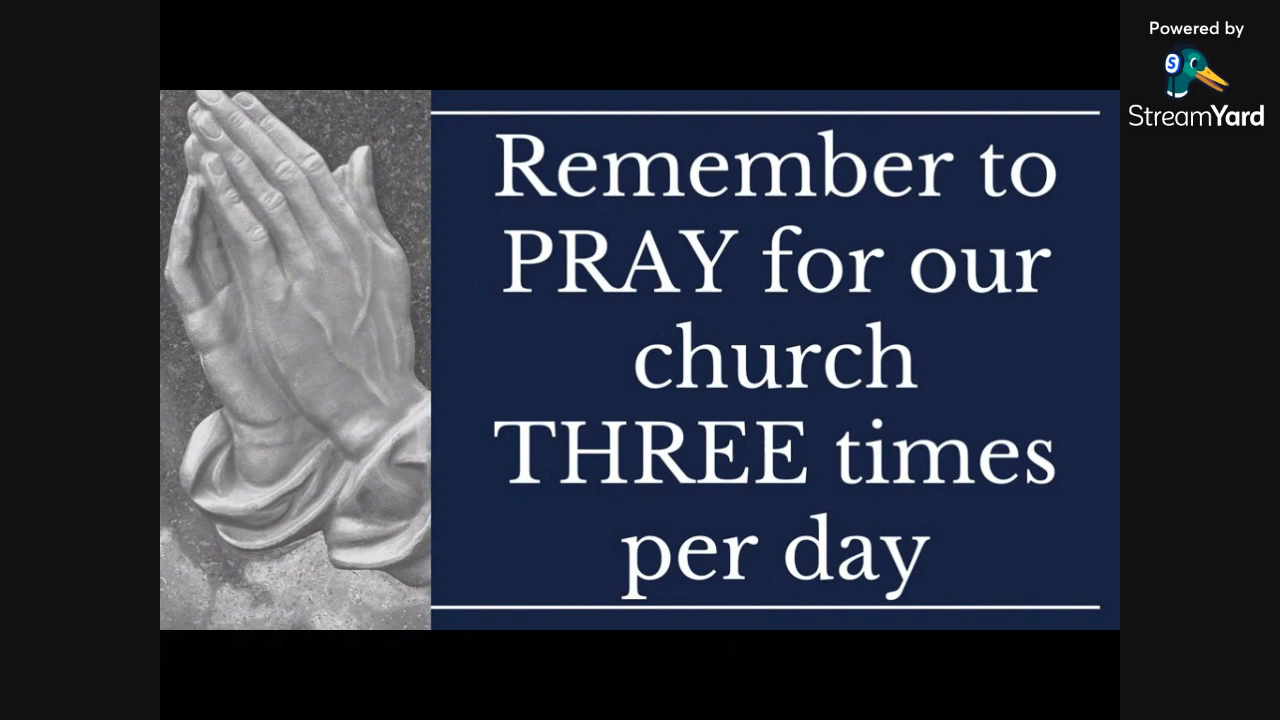 Powered by
StreamYard
Remember to
PRAY for our
church
THREE times
per day